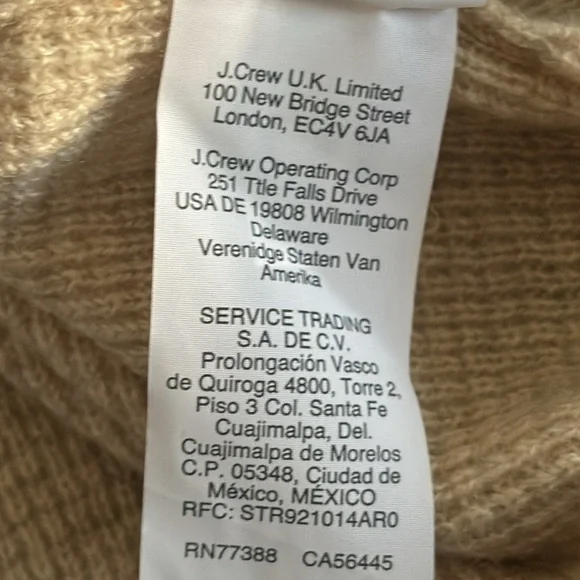 J.Crew U.K. Limited
100 New Bridge Street
London, EC4V 6JA
J.Crew Operating Corp
251 Ttle Falls Drive
USA DE 19808 Wilmington
Delaware
Verenidge Staten Van
Amerika
SERVICE TRADING
S.A. DE C.V.
Prolongación Vasco
de Quiroga 4800, Torre 2,
Piso 3 Col. Santa Fe
Cuajimalpa, Del.
Cuajimalpa de Morelos
C.P. 05348, Ciudad de
México, MÉXICO
RFC: STR921014AR0
RN77388 CA56445